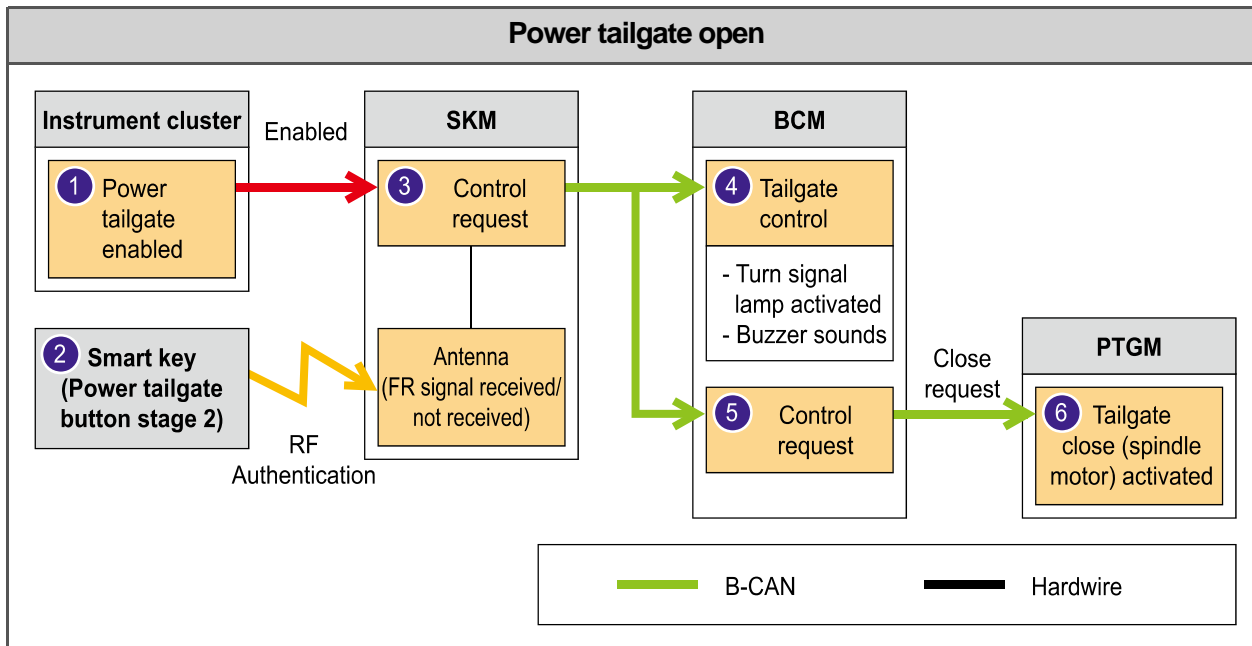 Power tailgate open
Instrument cluster
1 Power
tailgate
enabled
Enabled
SKM
3 Control
request
Antenna
(FR signal received/
not received)
2 Smart key
(Power tailgate
button stage 2)
RF
Authentication
BCM
4 Tailgate
control
- Turn signal
lamp activated
- Buzzer sounds
5 Control
request
Close
request
PTGM
6 Tailgate
close (spindle
motor) activated
B-CAN
Hardwire